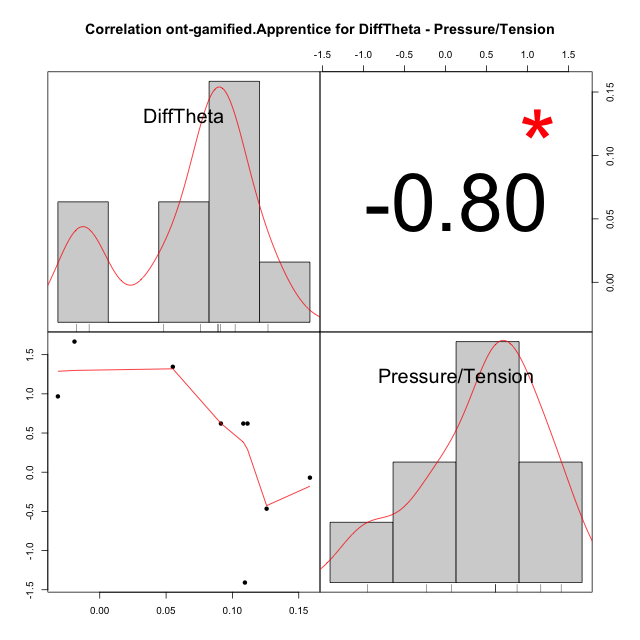 Correlation ont-gamified.Apprentice for DiffTheta - Pressure/Tension
-1.5 -1.0 -0.5 0.0 0.5 1.0 1.5
DiffTheta
*
-0.80
0.15
0.10
0.05
0.00
1.5
1.0
0.5
0.0
-0.5
-1.0
-1.5
Pressure/Tension
0.00 0.05 0.10 0.15